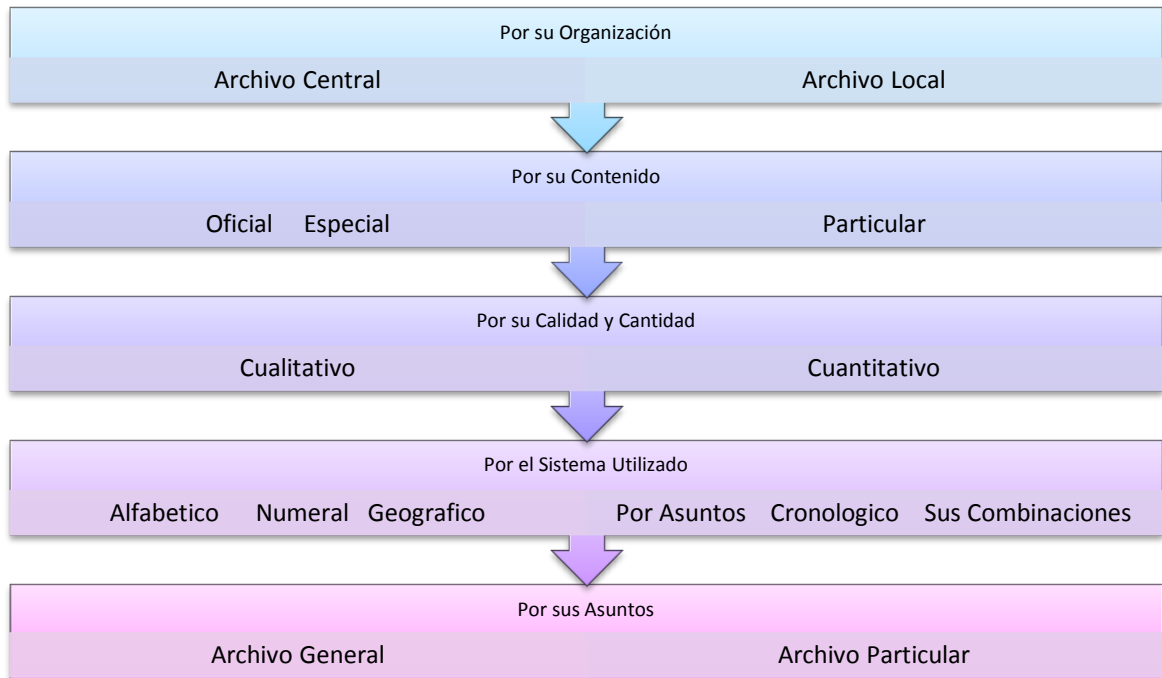 Por su Organización
Archivo Central Archivo Local
Por su Contenido
Oficial Especial Particular
Por su Calidad y Cantidad
Cualitativo Cuantitativo
Por el Sistema Utilizado
Alfabetico Numeral Geografico Por Asuntos Cronologico Sus Combinaciones
Por sus Asuntos
Archivo General Archivo Particular